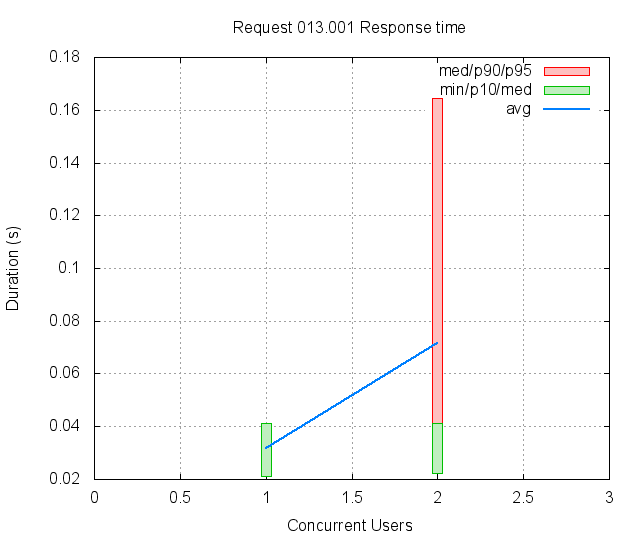 Request 013.001 Response time
0.18
0.16
0.14
0.12
0.1
0.08
0.06
0.04
0.02
Duration (s)
med/p90/p95
min/p10/med
avg
0 0.5 1 1.5 2 2.5 3
Concurrent Users